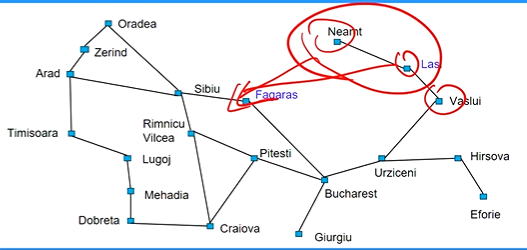 Oradea
Neamt
Zerind
Las
Arad
Sibiu
Fagaras
Vaslui
Rimnicu
Vilcea
Timisoara
Lugoj
Pitesti
Hirsova
Urziceni
Mehadia
Bucharest
Dobreta
Craiova
Eforie
Giurgiu